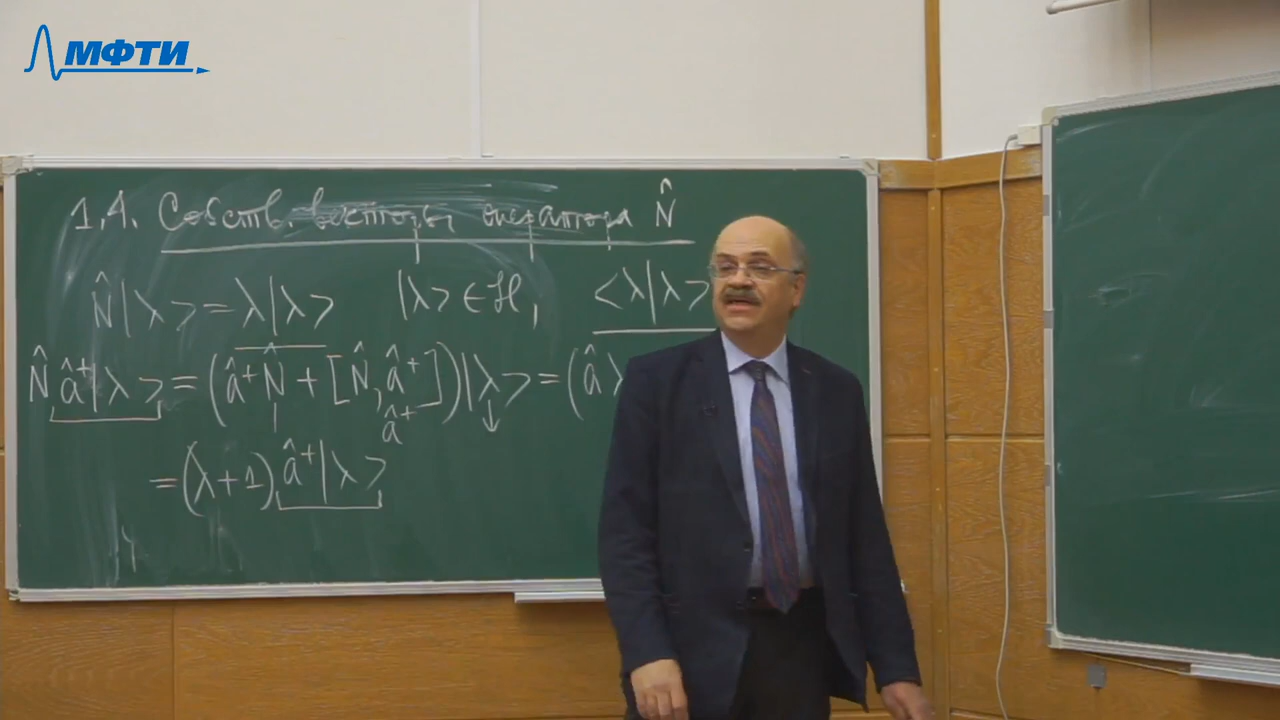 МФТИ
1.4. Собств. векторы оператора N̂
N̂|λ> = λ|λ> |λ> ∈ ℋ, <λ|λ>
N̂ â⁺|λ> = (â⁺N̂ + [N̂, â⁺])|λ> = (â λ
â⁺
= (λ+1) â⁺|λ>